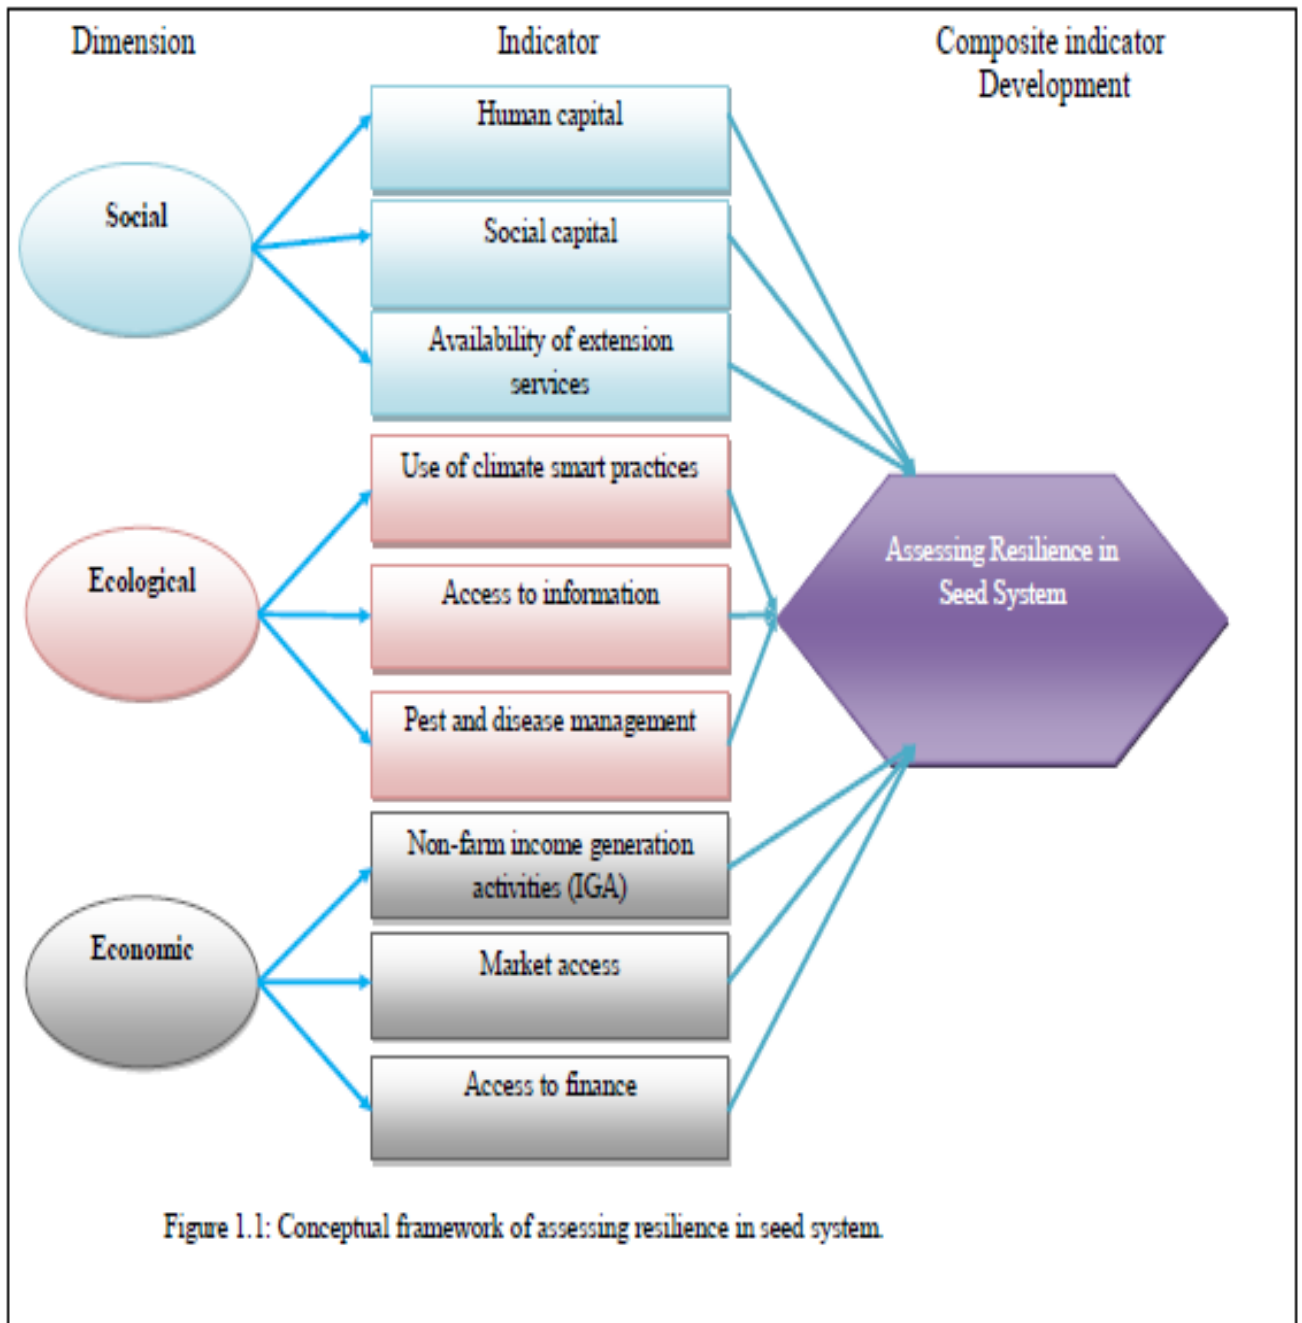 Dimension
Indicator
Composite indicator
Development
Social
Human capital
Social capital
Availability of extension
services
Ecological
Use of climate smart practices
Access to information
Pest and disease management
Economic
Non-farm income generation
activities (IGA)
Market access
Access to finance
Assessing Resilience in
Seed System
Figure 1.1: Conceptual framework of assessing resilience in seed system.